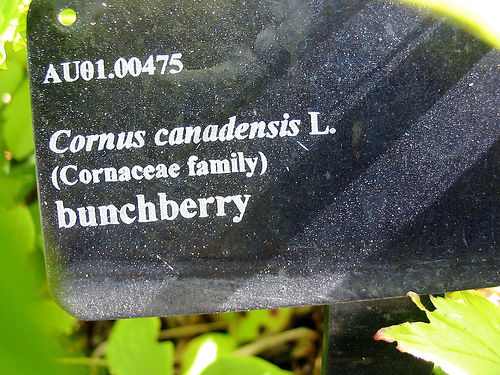 AU01.00475
Cornus canadensis L.
(Cornaceae family)
bunchberry